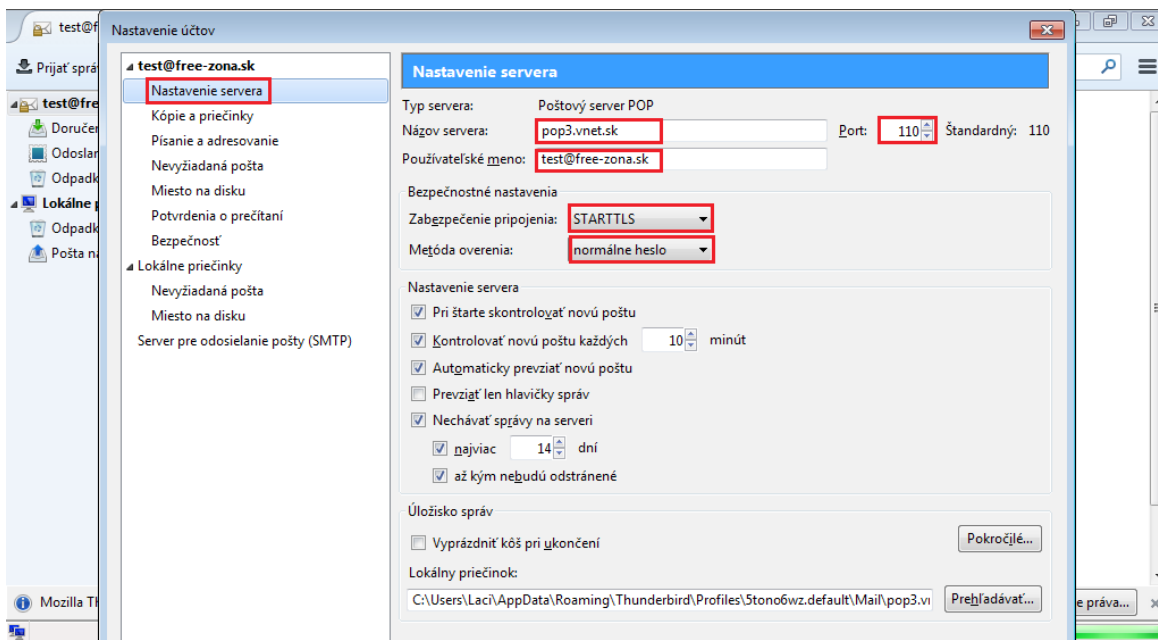 test@f
Nastavenie účtov
Prijať sprá
test@fre
Doručer
Odoslar
Odpadk
Lokálne p
Odpadk
Pošta na
Mozilla Th
test@free-zona.sk
Nastavenie servera
Kópie a priečinky
Písanie a adresovanie
Nevyžiadaná pošta
Miesto na disku
Potvrdenia o prečítaní
Bezpečnosť
Lokálne priečinky
Nevyžiadaná pošta
Miesto na disku
Server pre odosielanie pošty (SMTP)
Nastavenie servera
Typ servera: Poštový server POP
Názov servera: pop3.vnet.sk Port: 110 Štandardný: 110
Používateľské meno: test@free-zona.sk
Bezpečnostné nastavenia
Zabezpečenie pripojenia: STARTTLS
Metóda overenia: normálne heslo
Nastavenie servera
Pri štarte skontrolovať novú poštu
Kontrolovať novú poštu každých 10 minút
Automaticky prevziať novú poštu
Prevziať len hlavičky správ
Nechávať správy na serveri
najviac 14 dní
až kým nebudú odstránené
Úložisko správ
Vyprázdniť kôš pri ukončení Pokročilé...
Lokálny priečinok:
C:\Users\Laci\AppData\Roaming\Thunderbird\Profiles\5tono6wz.default\Mail\pop3.vi Prehľadávať...
e práva...